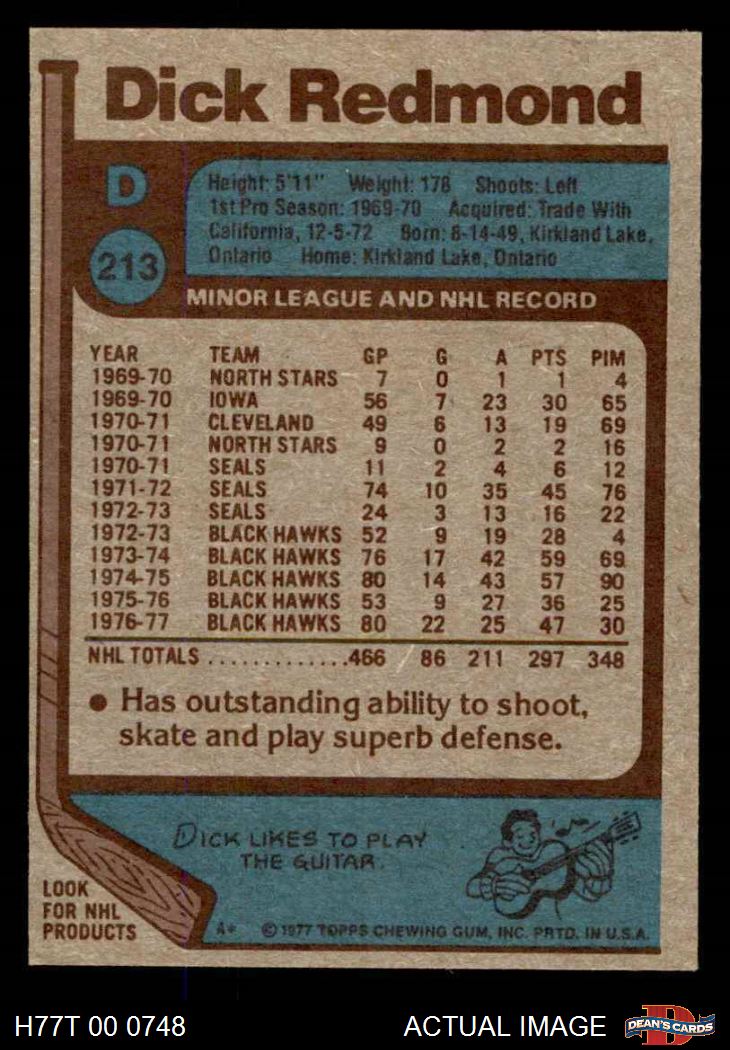 Dick Redmond
D
213
Height: 5'11" Weight: 178 Shoots: Left
1st Pro Season: 1969-70 Acquired: Trade With
California, 12-5-72 Born: 8-14-49, Kirkland Lake,
Ontario Home: Kirkland Lake, Ontario
MINOR LEAGUE AND NHL RECORD
YEAR TEAM GP G A PTS PIM
1969-70 NORTH STARS 7 0 1 1 4
1969-70 IOWA 56 7 23 30 65
1970-71 CLEVELAND 49 6 13 19 69
1970-71 NORTH STARS 9 0 2 2 16
1970-71 SEALS 11 2 4 6 12
1971-72 SEALS 74 10 35 45 76
1972-73 SEALS 24 3 13 16 22
1972-73 BLACK HAWKS 52 9 19 28 4
1973-74 BLACK HAWKS 76 17 42 59 69
1974-75 BLACK HAWKS 80 14 43 57 90
1975-76 BLACK HAWKS 53 9 27 36 25
1976-77 BLACK HAWKS 80 22 25 47 30
NHL TOTALS .............466 86 211 297 348
• Has outstanding ability to shoot,
skate and play superb defense.
DICK LIKES TO PLAY
THE GUITAR.
LOOK
FOR NHL
PRODUCTS
A* © 1977 TOPPS CHEWING GUM, INC. PRTD. IN U.S.A.
H77T 00 0748 ACTUAL IMAGE
D
DEAN'S CARDS